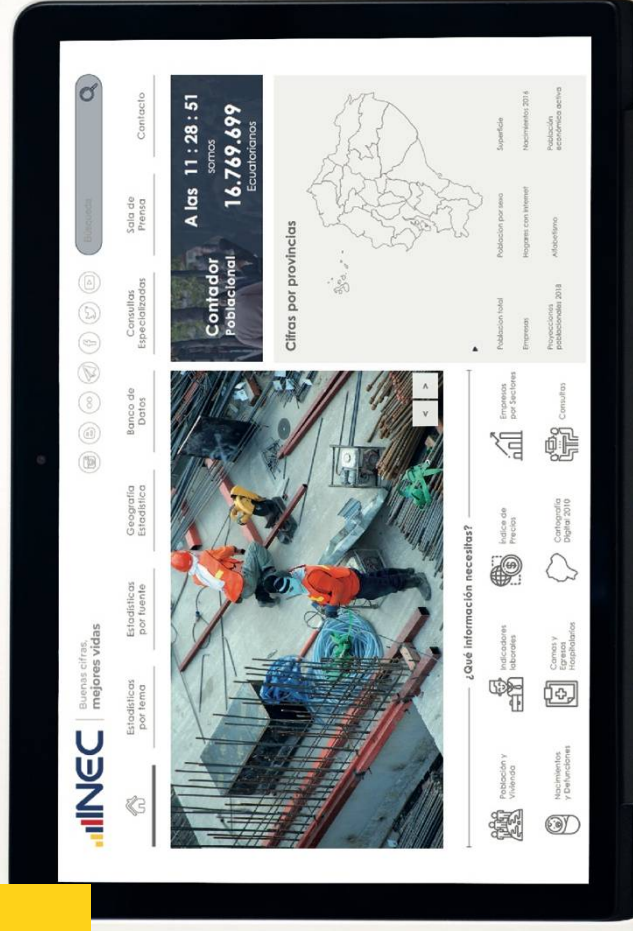 INEC
Buenas cifras,
mejores vidas
Búsqueda
Estadísticas
por tema
Estadísticas
por fuente
Geografía
Estadística
Banco de
Datos
Consultas
Especializadas
Sala de
Prensa
Contacto
Contador
Poblacional
A las 11 : 28 : 51
somos
16.769.699
Ecuatorianos
Cifras por provincias
Poblacion total
Poblacion por sexo
Superficie
Empresas
Hogares con internet
Nacimientos 2016
Proyecciones
poblacionales 2018
Alfabetismo
Población
económica activa
¿Qué información necesitas?
Población y
Vivienda
Indicadores
laborales
Índice de
Precios
Empresas
por Sectores
Nacimientos
y Defunciones
Camas y
Egresos
Hospitalarios
Cartografía
Digital 2010
Consultas